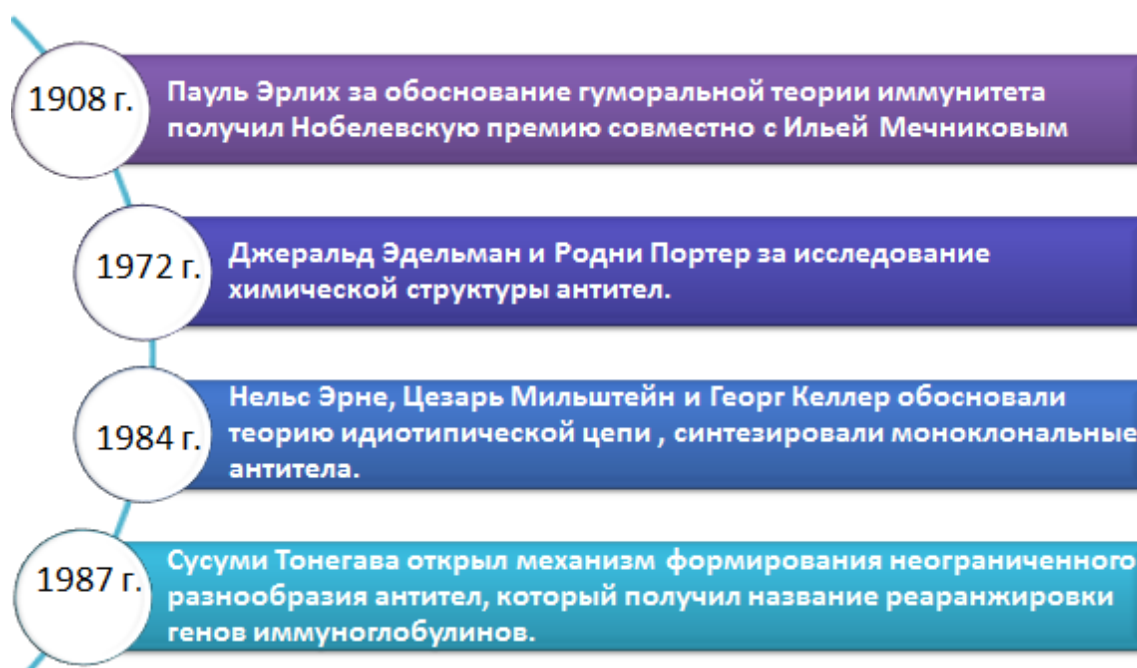 1908 г.
Пауль Эрлих за обоснование гуморальной теории иммунитета
получил Нобелевскую премию совместно с Ильей Мечниковым
1972 г.
Джеральд Эдельман и Родни Портер за исследование
химической структуры антител.
1984 г.
Нельс Эрне, Цезарь Мильштейн и Георг Келлер обосновали
теорию идиотипической цепи , синтезировали моноклональные
антитела.
1987 г.
Сусуми Тонегава открыл механизм формирования неограниченного
разнообразия антител, который получил название реаранжировки
генов иммуноглобулинов.